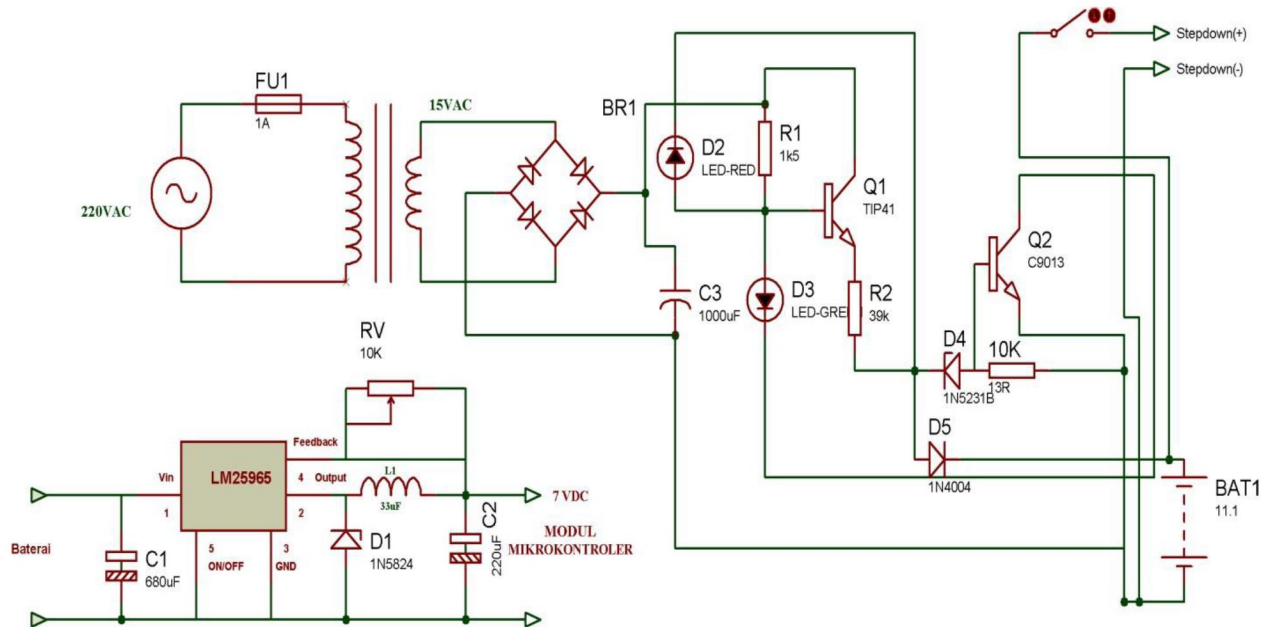 Stepdown(+)
Stepdown(-)
FU1
1A
15VAC
BR1
220VAC
D2
LED-RED
R1
1k5
Q1
TIP41
Q2
C9013
C3
1000uF
D3
LED-GRE
R2
39k
D4
1N5231B
10K
13R
D5
1N4004
BAT1
11.1
RV
10K
Feedback
LM25965
Vin
4
Output
L1
33uF
1
2
7 VDC
Baterai
C1
680uF
5
ON/OFF
3
GND
D1
1N5824
C2
220uF
MODUL
MIKROKONTROLER